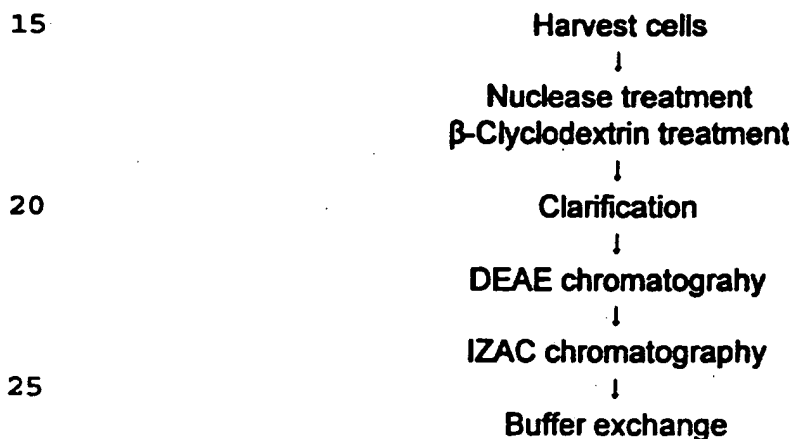 15 Harvest cells
↓
Nuclease treatment
β-Clyclodextrin treatment
↓
20 Clarification
↓
DEAE chromatograhy
↓
IZAC chromatography
25 ↓
Buffer exchange